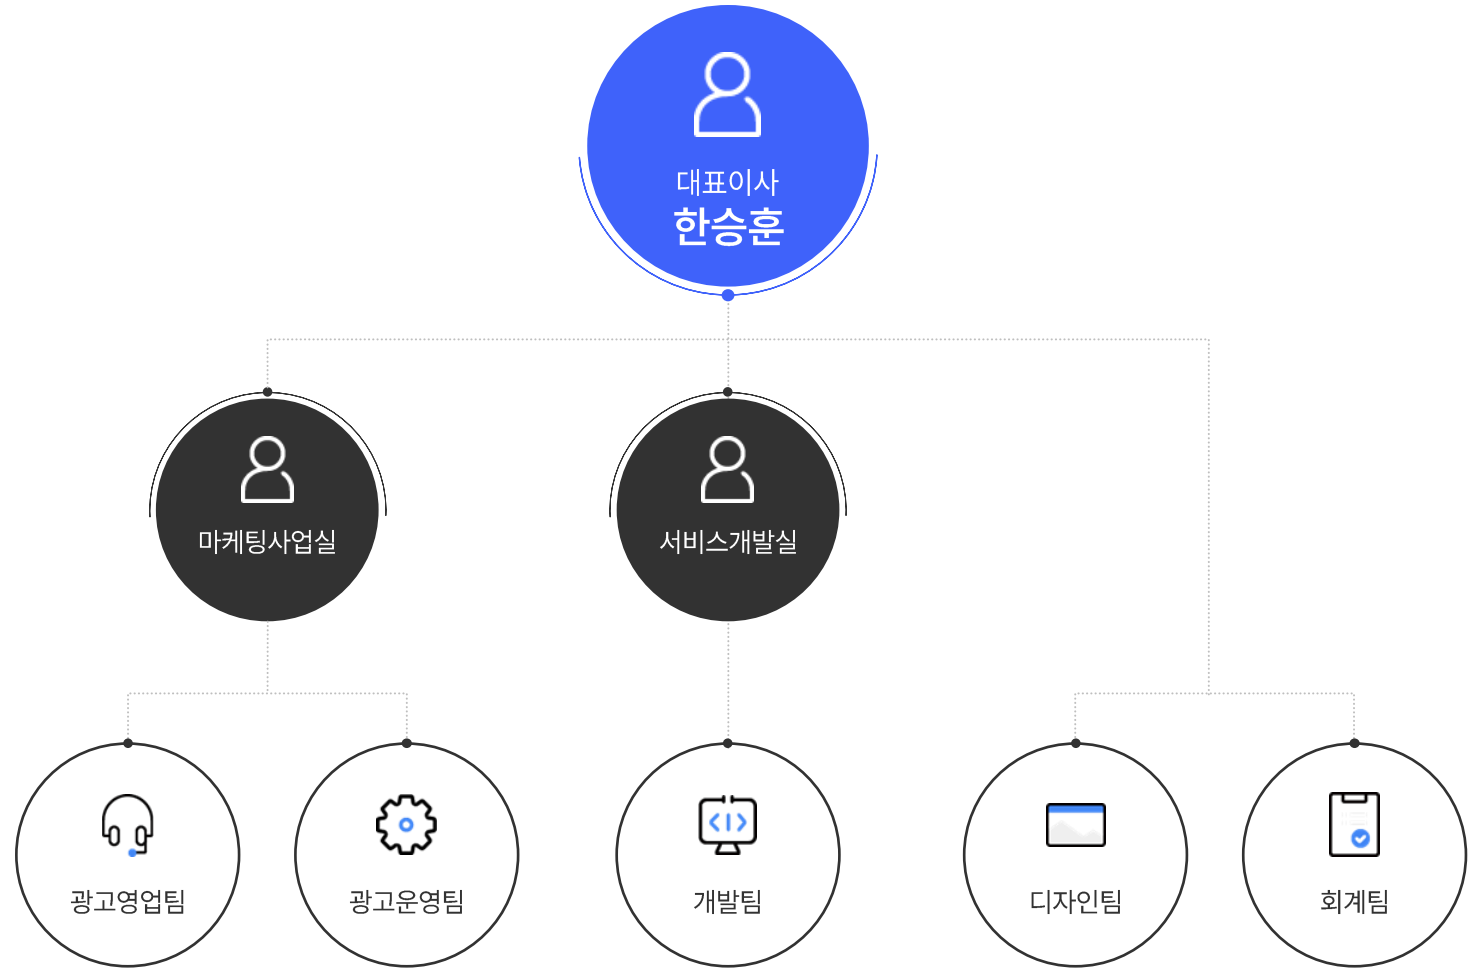 대표이사
한승훈
마케팅사업실
서비스개발실
광고영업팀
광고운영팀
개발팀
디자인팀
회계팀